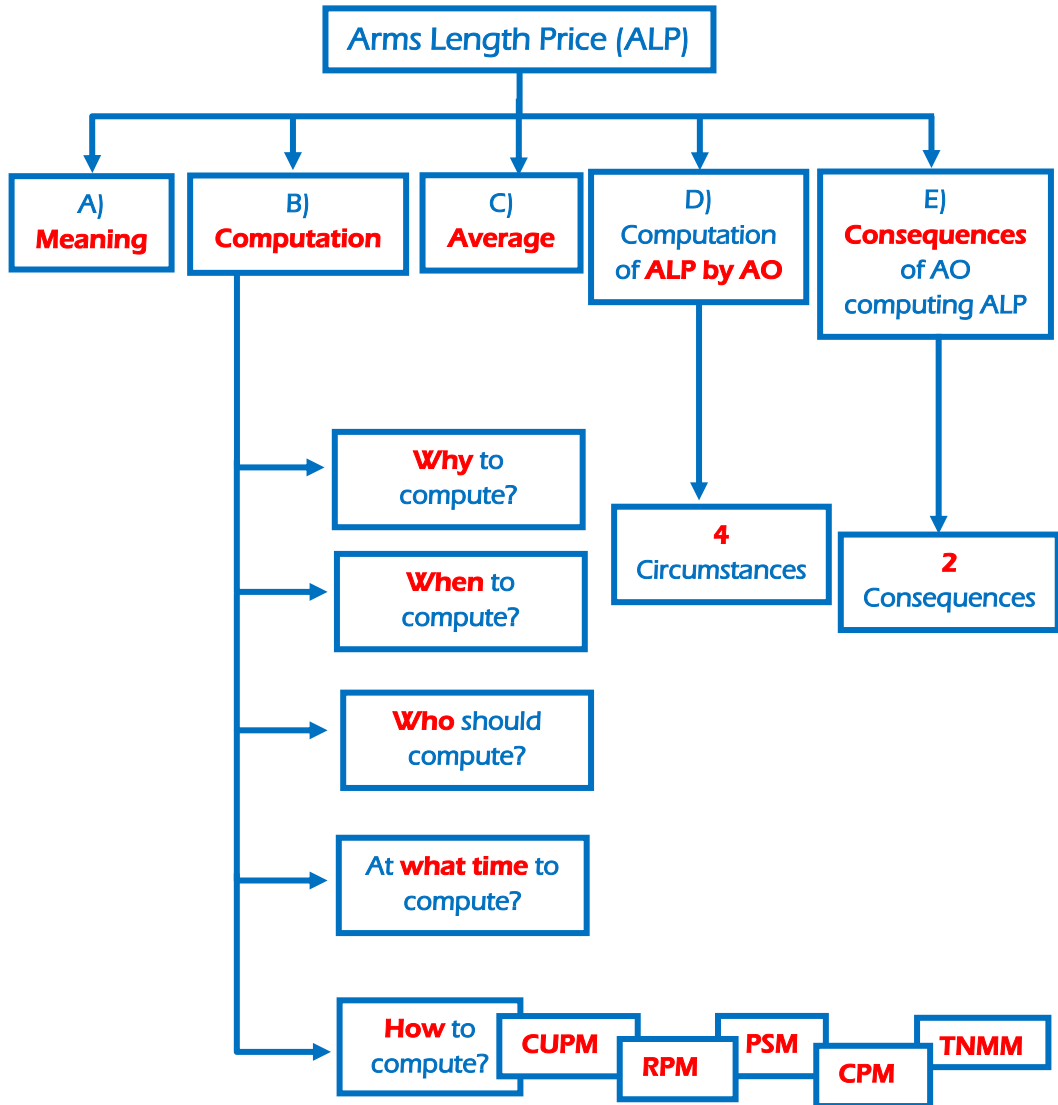 Arms Length Price (ALP)
A)
Meaning
B)
Computation
C)
Average
D)
Computation
of ALP by AO
E)
Consequences
of AO
computing ALP
Why to
compute?
When to
compute?
Who should
compute?
At what time to
compute?
How to
compute?
CUPM
RPM
PSM
CPM
TNMM
4
Circumstances
2
Consequences